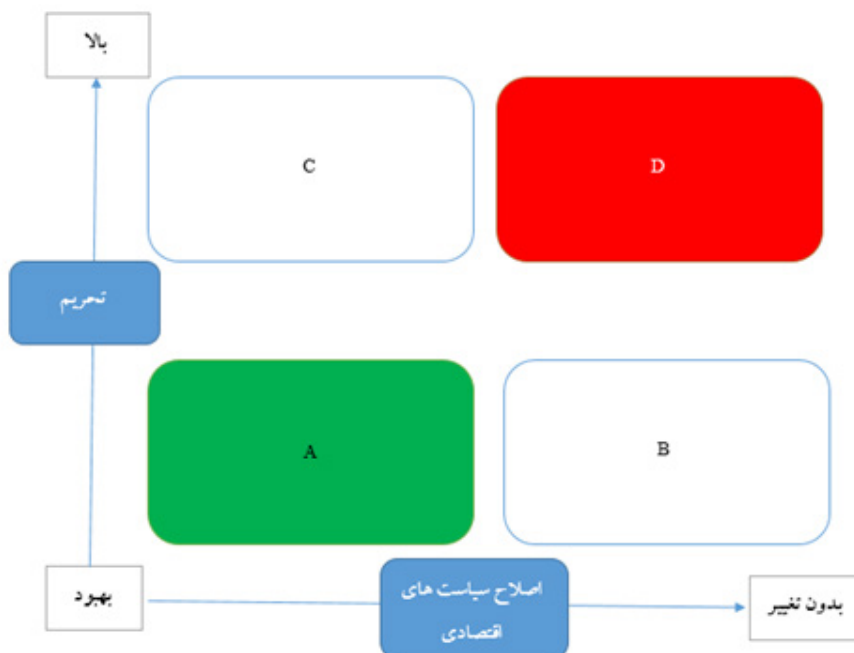 بالا
C
D
تحریم
A
B
بهبود
اصلاح سیاست های
اقتصادی
بدون تغییر